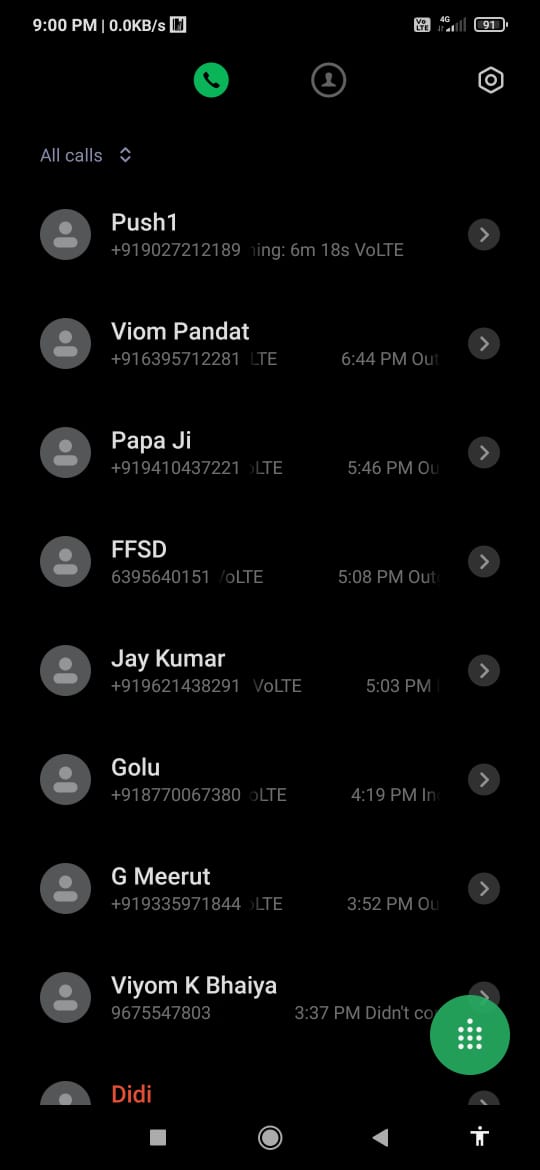 9:00 PM | 0.0KB/s
Vo LTE 4G 91
All calls
Push1
+919027212189 ning: 6m 18s VoLTE
Viom Pandat
+916395712281 LTE 6:44 PM Out
Papa Ji
+919410437221 oLTE 5:46 PM Ou
FFSD
6395640151 VoLTE 5:08 PM Out
Jay Kumar
+919621438291 VoLTE 5:03 PM
Golu
+918770067380 oLTE 4:19 PM In
G Meerut
+919335971844 oLTE 3:52 PM Ou
Viyom K Bhaiya
9675547803 3:37 PM Didn't co
Didi